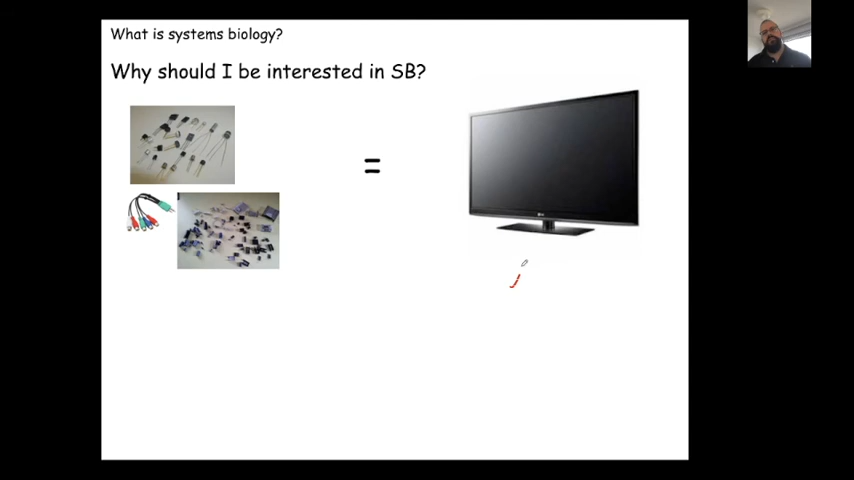 What is systems biology?
Why should I be interested in SB?
=